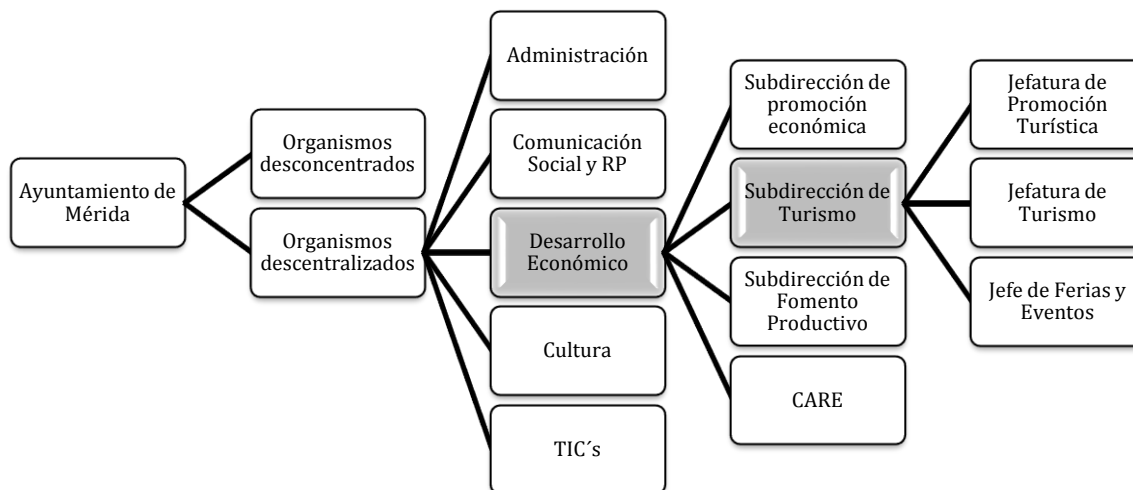 Ayuntamiento de
Mérida
Organismos
desconcentrados
Organismos
descentralizados
Administración
Comunicación
Social y RP
Desarrollo
Económico
Cultura
TIC´s
Subdirección de
promoción
económica
Subdirección de
Turismo
Subdirección de
Fomento
Productivo
CARE
Jefatura de
Promoción
Turística
Jefatura de
Turismo
Jefe de Ferias y
Eventos